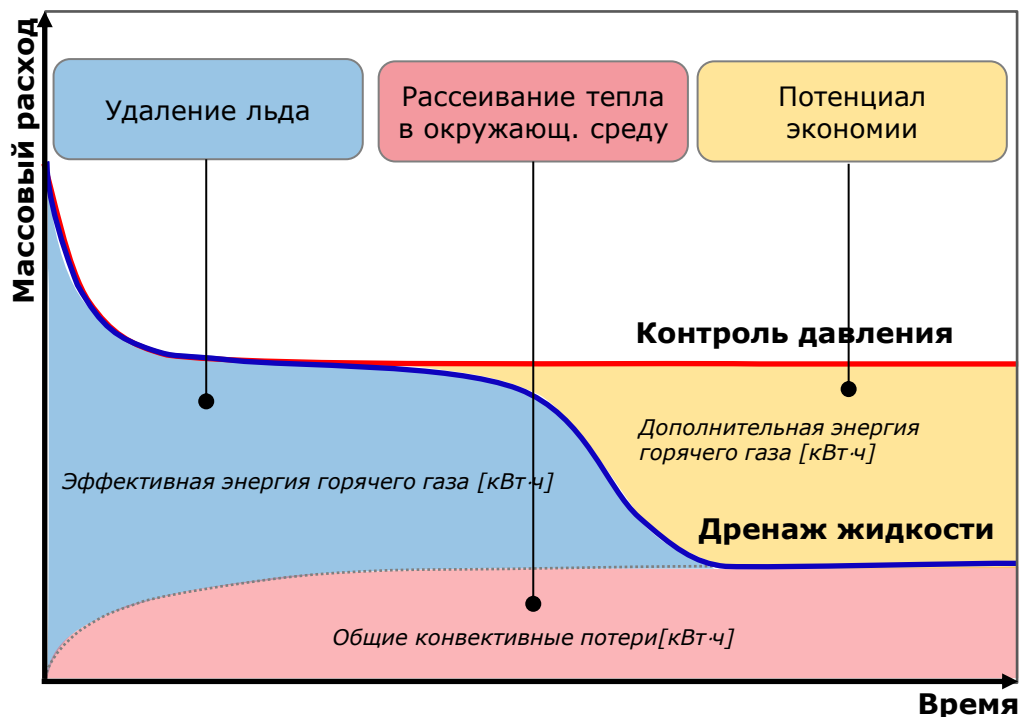 Массовый расход
Удаление льда
Рассеивание тепла
в окружающ. среду
Потенциал
экономии
Контроль давления
Дополнительная энергия
горячего газа [кВт·ч]
Эффективная энергия горячего газа [кВт·ч]
Дренаж жидкости
Общие конвективные потери[кВт·ч]
Время